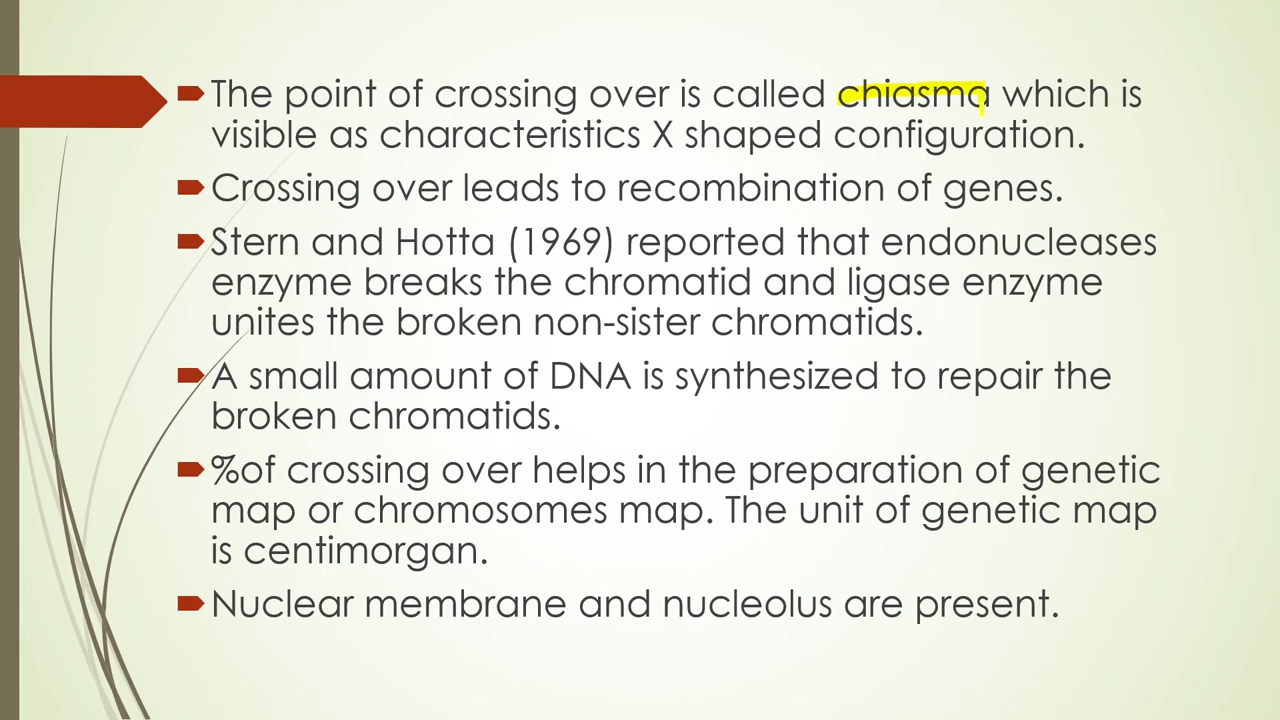 The point of crossing over is called chiasma which is
visible as characteristics X shaped configuration.
Crossing over leads to recombination of genes.
Stern and Hotta (1969) reported that endonucleases
enzyme breaks the chromatid and ligase enzyme
unites the broken non-sister chromatids.
A small amount of DNA is synthesized to repair the
broken chromatids.
%of crossing over helps in the preparation of genetic
map or chromosomes map. The unit of genetic map
is centimorgan.
Nuclear membrane and nucleolus are present.